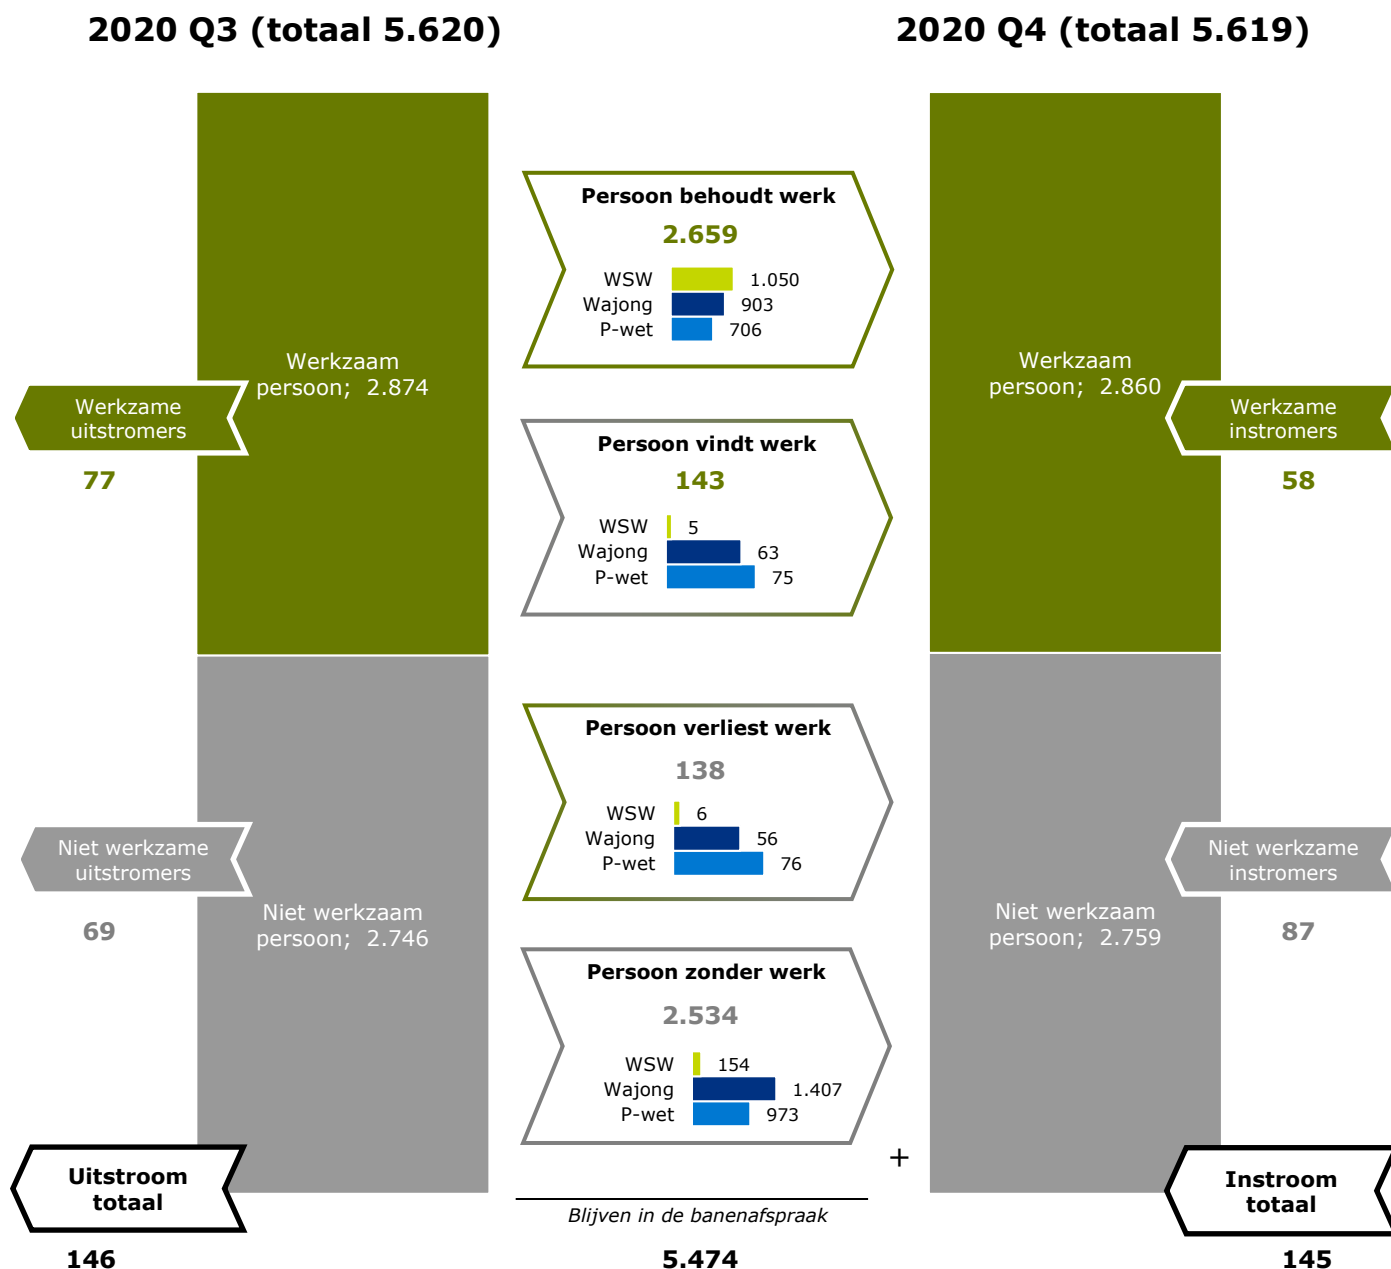 2020 Q3 (totaal 5.620)
2020 Q4 (totaal 5.619)
Persoon behoudt werk
2.659
WSW 1.050
Wajong 903
P-wet 706
Werkzaam
persoon; 2.874
Werkzaam
persoon; 2.860
Werkzame
uitstromers
77
Werkzame
instromers
58
Persoon vindt werk
143
WSW 5
Wajong 63
P-wet 75
Persoon verliest werk
138
WSW 6
Wajong 56
P-wet 76
Niet werkzame
uitstromers
69
Niet werkzaam
persoon; 2.746
Niet werkzaam
persoon; 2.759
Niet werkzame
instromers
87
Persoon zonder werk
2.534
WSW 154
Wajong 1.407
P-wet 973
+
Uitstroom
totaal
146
Blijven in de banenafspraak
5.474
Instroom
totaal
145